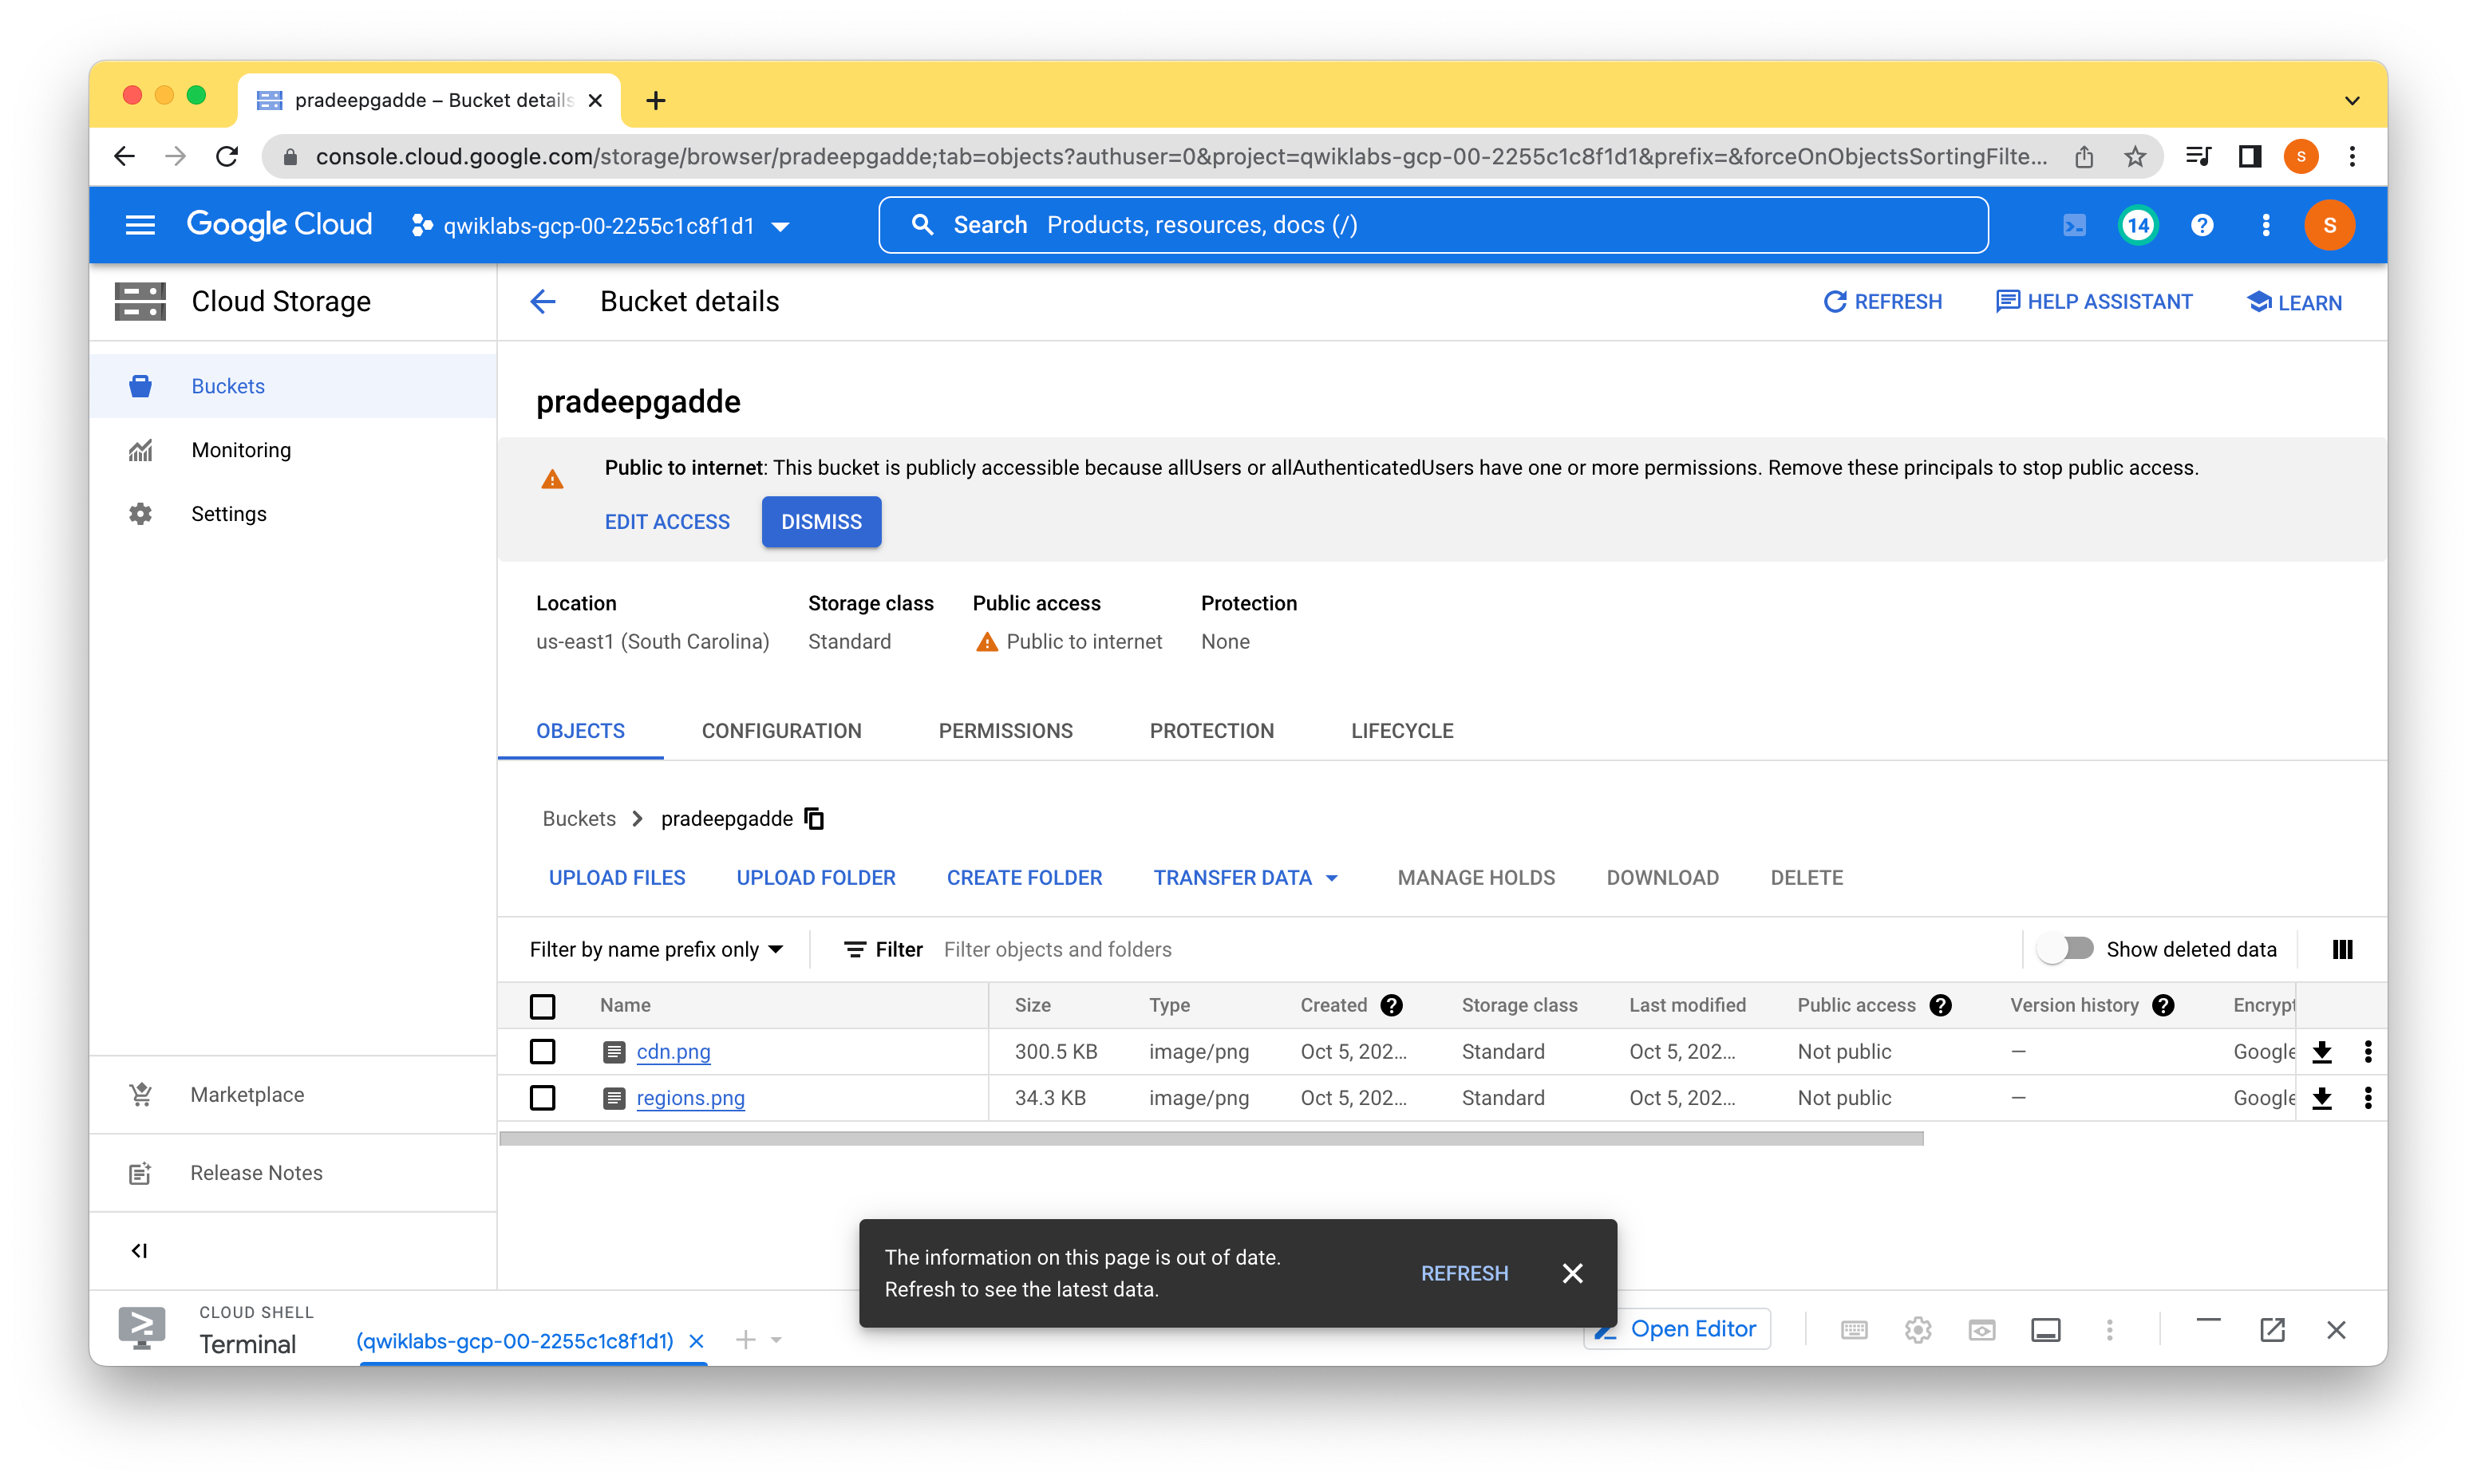 pradeepgadde – Bucket details
console.cloud.google.com/storage/browser/pradeepgadde;tab=objects?authuser=0&project=qwiklabs-gcp-00-2255c1c8f1d1&prefix=&forceOnObjectsSortingFilte...
S
Google Cloud
qwiklabs-gcp-00-2255c1c8f1d1
Search Products, resources, docs (/)
14
S
Cloud Storage
Bucket details
REFRESH
HELP ASSISTANT
LEARN
Buckets
Monitoring
Settings
Marketplace
Release Notes
pradeepgadde
Public to internet: This bucket is publicly accessible because allUsers or allAuthenticatedUsers have one or more permissions. Remove these principals to stop public access.
EDIT ACCESS DISMISS
Location Storage class Public access Protection
us-east1 (South Carolina) Standard Public to internet None
OBJECTS CONFIGURATION PERMISSIONS PROTECTION LIFECYCLE
Buckets > pradeepgadde
UPLOAD FILES UPLOAD FOLDER CREATE FOLDER TRANSFER DATA MANAGE HOLDS DOWNLOAD DELETE
Filter by name prefix only Filter Filter objects and folders Show deleted data
Name Size Type Created Storage class Last modified Public access Version history Encrypt
cdn.png 300.5 KB image/png Oct 5, 202... Standard Oct 5, 202... Not public — Google
regions.png 34.3 KB image/png Oct 5, 202... Standard Oct 5, 202... Not public — Google
The information on this page is out of date.
Refresh to see the latest data.
REFRESH
CLOUD SHELL
Terminal
(qwiklabs-gcp-00-2255c1c8f1d1)
Open Editor